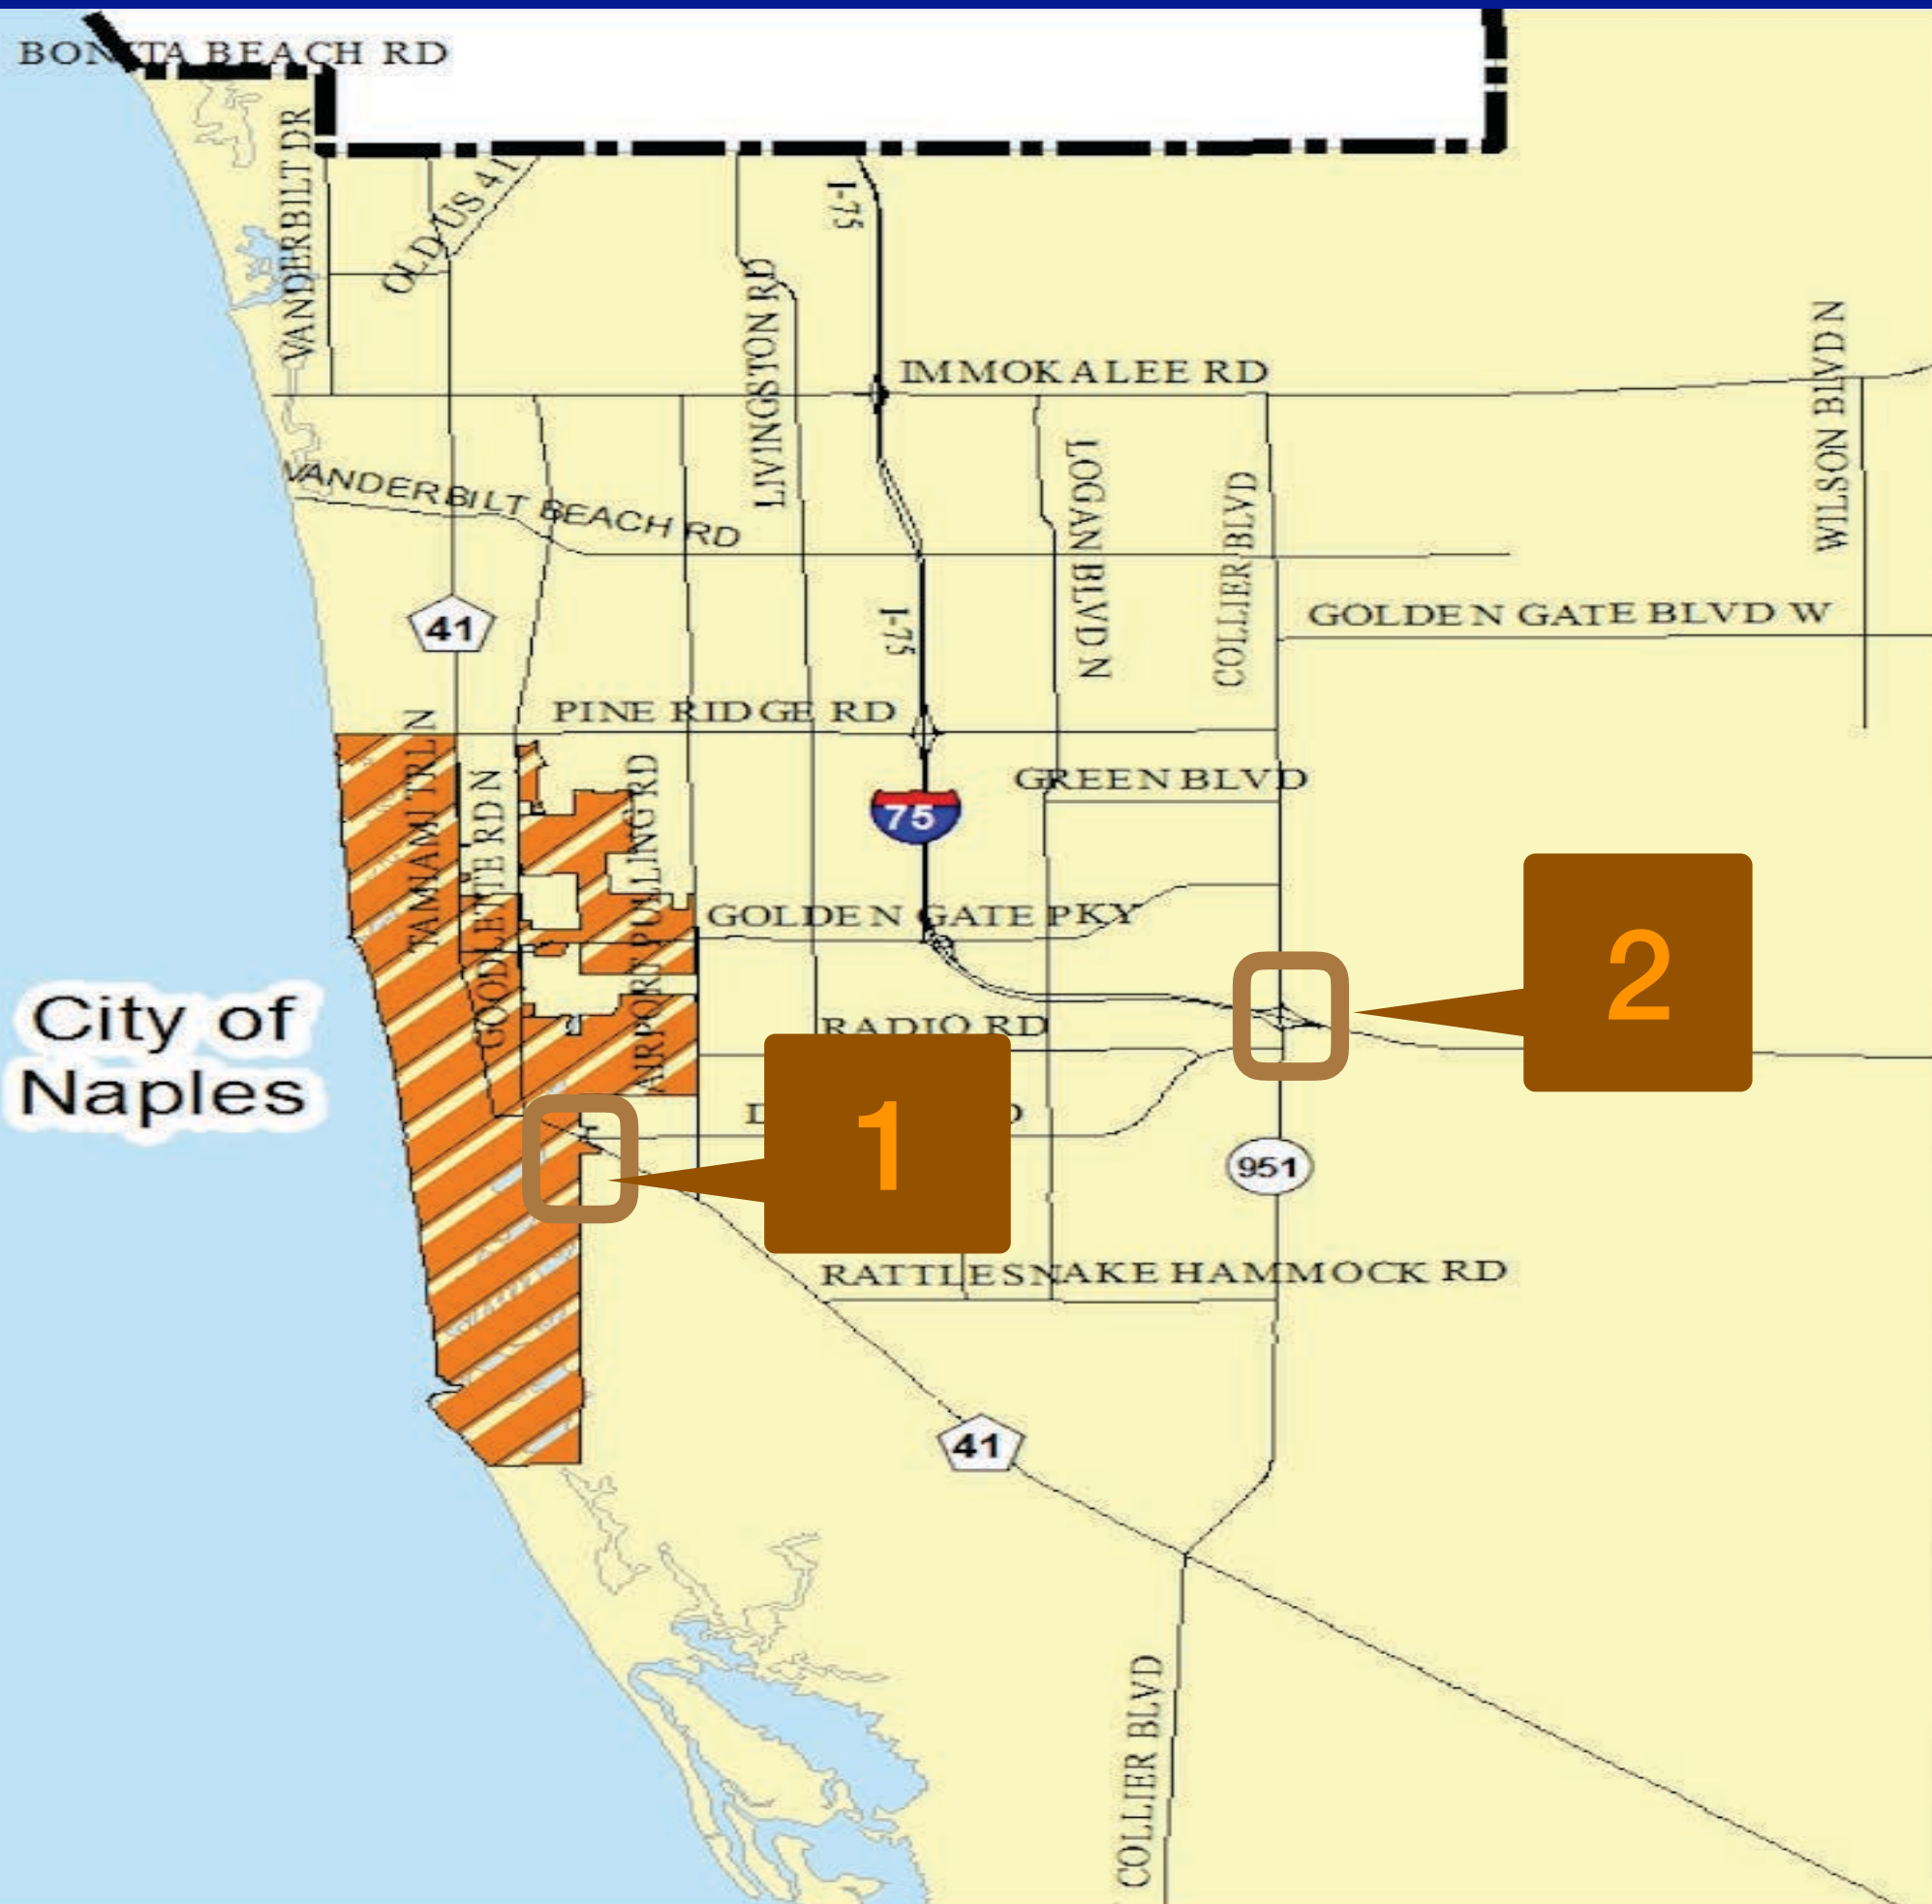 BONITA BEACH RD
VANDERBILT DR
OLD US 41
I-75
LIVINGSTON RD
IMMOKALEE RD
WILSON BLVD N
VANDERBILT BEACH RD
LOGAN BLVD N
COLLIER BLVD
I-75
41
GOLDEN GATE BLVD W
PINE RIDGE RD
TAMIAMI TRL N
GOODLETTE RD N
AIRPORT PULLING RD
GREEN BLVD
75
GOLDEN GATE PKY
2
City of
Naples
RADIO RD
1
951
RATTLESNAKE HAMMOCK RD
41
COLLIER BLVD